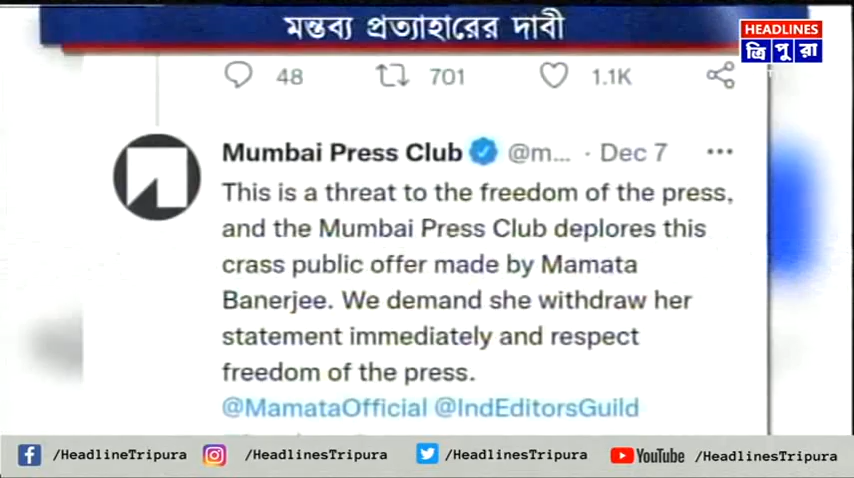 মন্তব্য প্রত্যাহারের দাবী
HEADLINES
ত্রিপুরা
48 701 1.1K
Mumbai Press Club @m... · Dec 7 ...
This is a threat to the freedom of the press,
and the Mumbai Press Club deplores this
crass public offer made by Mamata
Banerjee. We demand she withdraw her
statement immediately and respect
freedom of the press.
@MamataOfficial @IndEditorsGuild
/HeadlineTripura /HeadlinesTripura /HeadlinesTripura YouTube /HeadlinesTripura